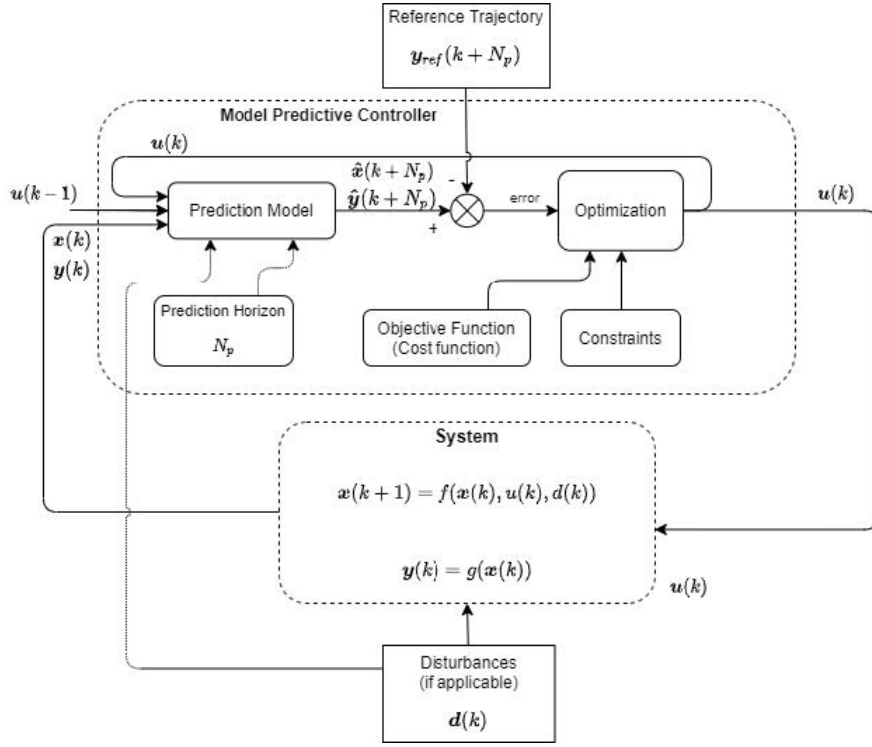 Reference Trajectory
y_ref(k + N_p)
Model Predictive Controller
u(k)
x̂(k + N_p)
-
u(k−1)
Prediction Model
ŷ(k + N_p)
+
error
Optimization
u(k)
x(k)
y(k)
Prediction Horizon
N_p
Objective Function
(Cost function)
Constraints
System
x(k + 1) = f(x(k), u(k), d(k))
y(k) = g(x(k))
u(k)
Disturbances
(if applicable)
d(k)